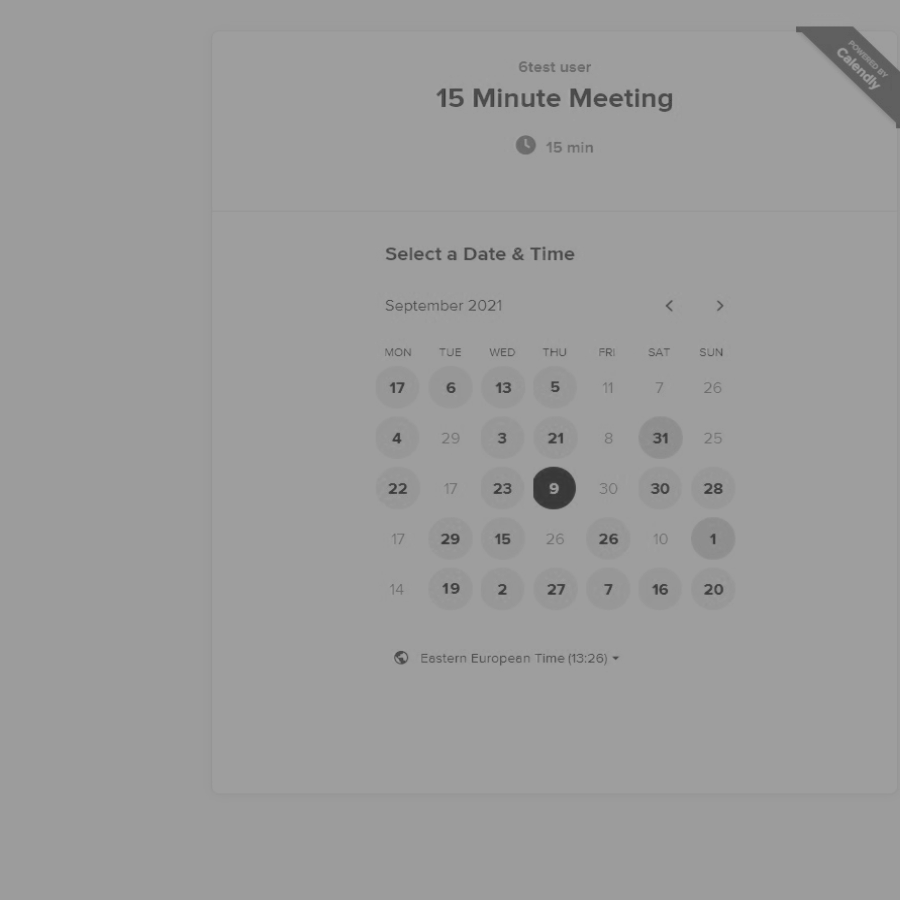 POWERED BY
Calendly
6test user
15 Minute Meeting
15 min
Select a Date & Time
September 2021
MON TUE WED THU FRI SAT SUN
17 6 13 5 11 7 26
4 29 3 21 8 31 25
22 17 23 9 30 30 28
17 29 15 26 26 10 1
14 19 2 27 7 16 20
Eastern European Time (13:26)